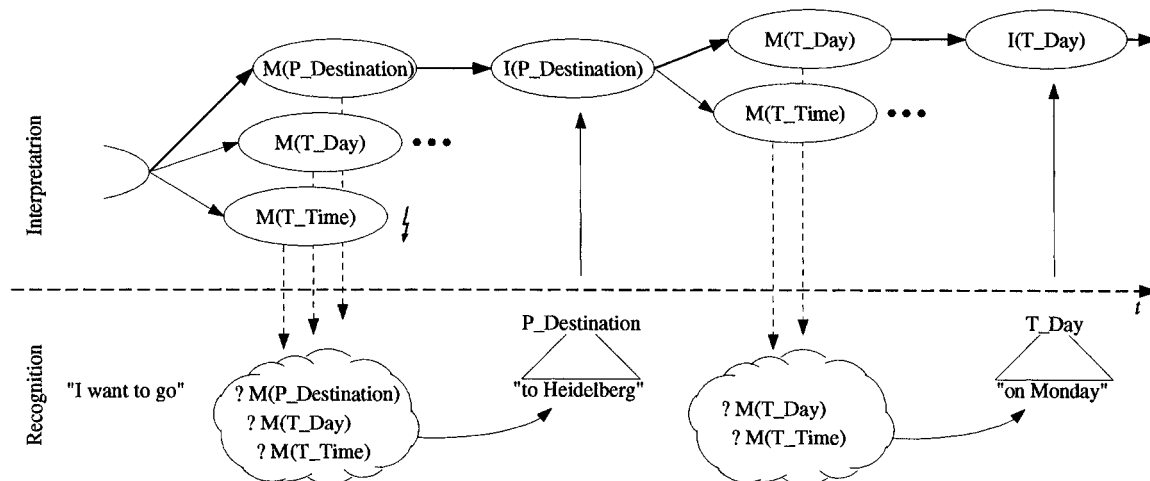 M(T_Day)
I(T_Day)
M(P_Destination)
I(P_Destination)
M(T_Time)
M(T_Day)
M(T_Time)
Interpretatrion
t
P_Destination
T_Day
Recognition
"I want to go"
? M(P_Destination)
? M(T_Day)
? M(T_Time)
"to Heidelberg"
? M(T_Day)
? M(T_Time)
"on Monday"